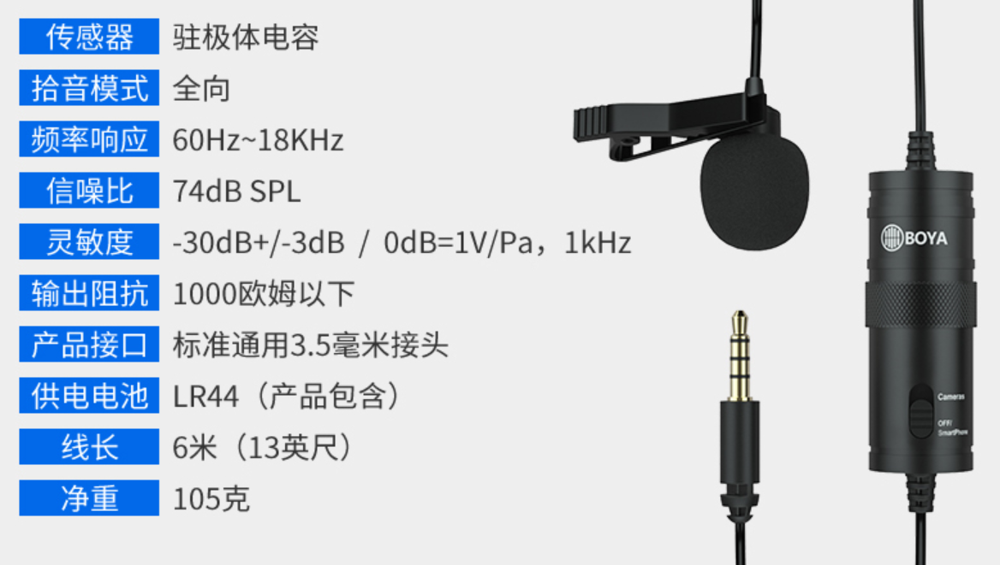 传感器 驻极体电容
拾音模式 全向
频率响应 60Hz~18KHz
信噪比 74dB SPL
灵敏度 -30dB+/-3dB / 0dB=1V/Pa，1kHz
输出阻抗 1000欧姆以下
产品接口 标准通用3.5毫米接头
供电电池 LR44（产品包含）
线长 6米（13英尺）
净重 105克
BOYA
Cameras
OFF/
SmartPhone